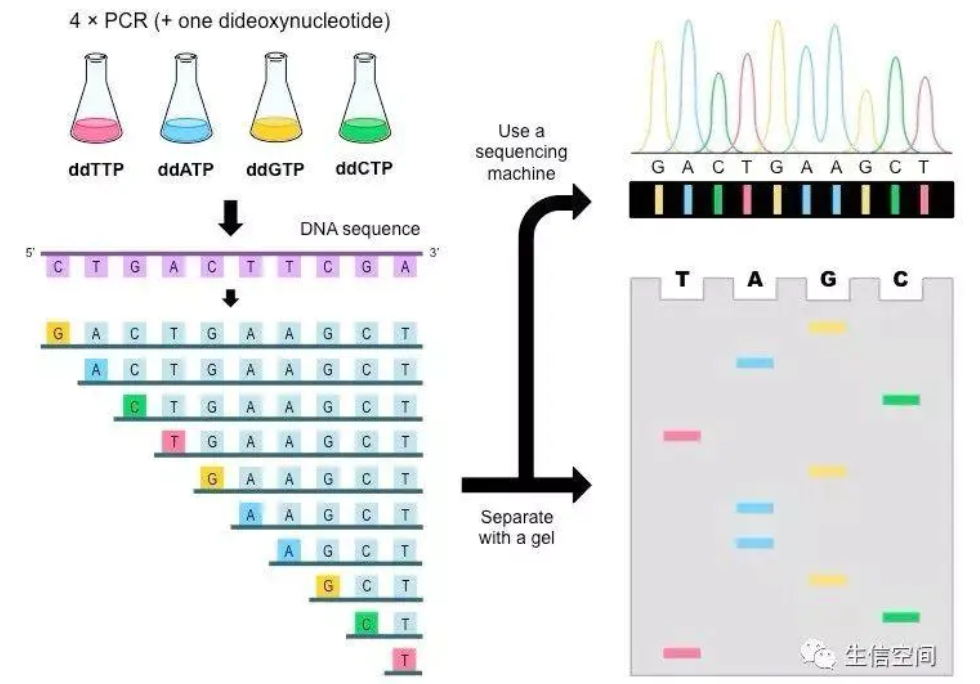 4 × PCR (+ one dideoxynucleotide)
ddTTP ddATP ddGTP ddCTP
DNA sequence
5' 3'
C T G A C T T C G A
G A C T G A A G C T
A C T G A A G C T
C T G A A G C T
T G A A G C T
G A A G C T
A A G C T
A G C T
G C T
C T
T
Use a
sequencing
machine
Separate
with a gel
G A C T G A A G C T
T A G C
生信空间